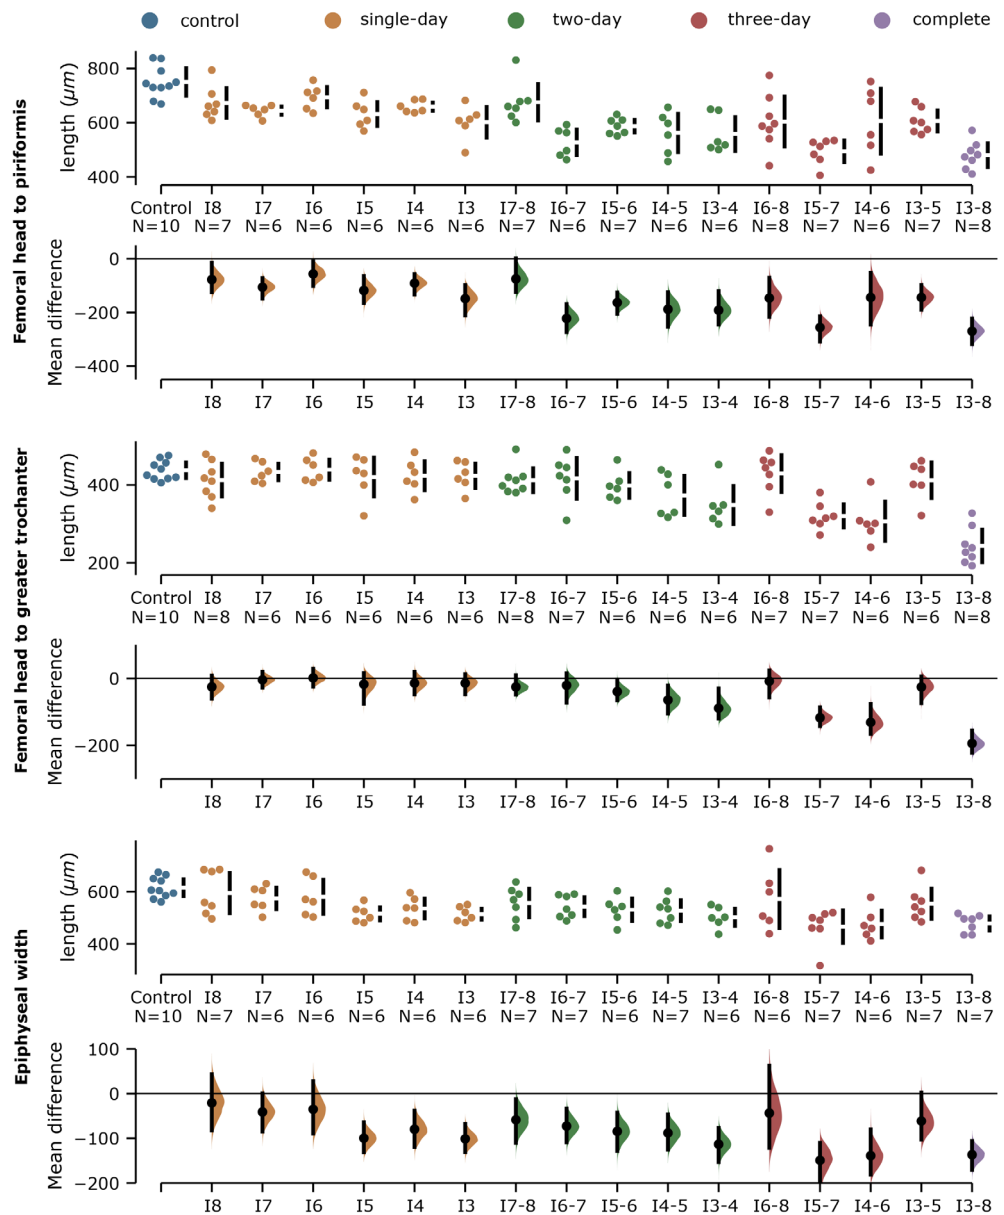 control single-day two-day three-day complete
Femoral head to piriformis
length (μm)
800
600
400
Control I8 I7 I6 I5 I4 I3 I7-8 I6-7 I5-6 I4-5 I3-4 I6-8 I5-7 I4-6 I3-5 I3-8
N=10 N=7 N=6 N=6 N=6 N=6 N=6 N=7 N=6 N=6 N=6 N=6 N=8 N=7 N=6 N=7 N=8
Mean difference
0
−200
−400
I8 I7 I6 I5 I4 I3 I7-8 I6-7 I5-6 I4-5 I3-4 I6-8 I5-7 I4-6 I3-5 I3-8
Femoral head to greater trochanter
length (μm)
400
200
Control I8 I7 I6 I5 I4 I3 I7-8 I6-7 I5-6 I4-5 I3-4 I6-8 I5-7 I4-6 I3-5 I3-8
N=10 N=8 N=6 N=6 N=6 N=6 N=6 N=8 N=7 N=6 N=6 N=6 N=7 N=7 N=6 N=6 N=8
Mean difference
0
−200
I8 I7 I6 I5 I4 I3 I7-8 I6-7 I5-6 I4-5 I3-4 I6-8 I5-7 I4-6 I3-5 I3-8
Epiphyseal width
length (μm)
600
400
Control I8 I7 I6 I5 I4 I3 I7-8 I6-7 I5-6 I4-5 I3-4 I6-8 I5-7 I4-6 I3-5 I3-8
N=10 N=7 N=6 N=6 N=6 N=6 N=6 N=7 N=6 N=6 N=7 N=6 N=6 N=7 N=6 N=7 N=7
Mean difference
100
0
−100
−200
I8 I7 I6 I5 I4 I3 I7-8 I6-7 I5-6 I4-5 I3-4 I6-8 I5-7 I4-6 I3-5 I3-8